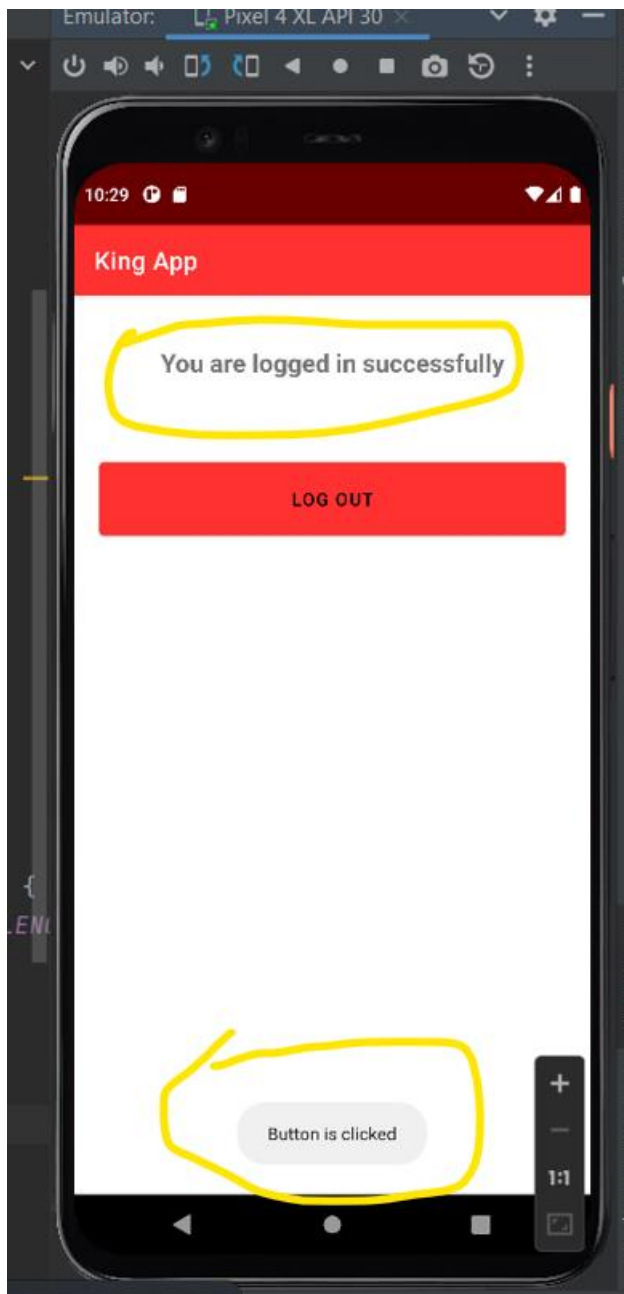 Emulator: Pixel 4 XL API 30
10:29
King App
You are logged in successfully
LOG OUT
{
Button is clicked
1:1